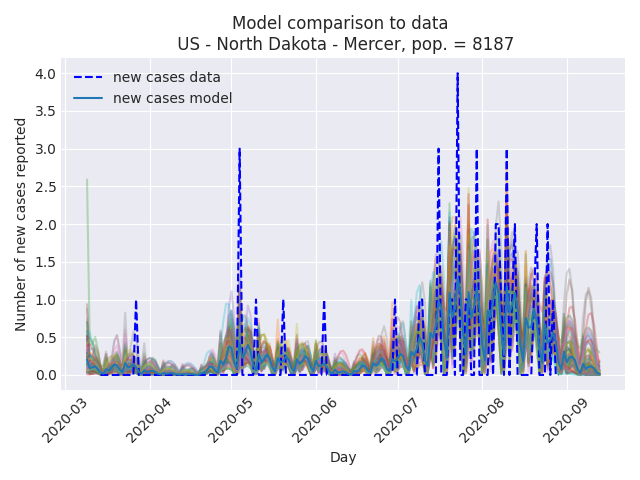 Model comparison to data
US - North Dakota - Mercer, pop. = 8187
new cases data
new cases model
Number of new cases reported
4.0
3.5
3.0
2.5
2.0
1.5
1.0
0.5
0.0
2020-03
2020-04
2020-05
2020-06
2020-07
2020-08
2020-09
Day